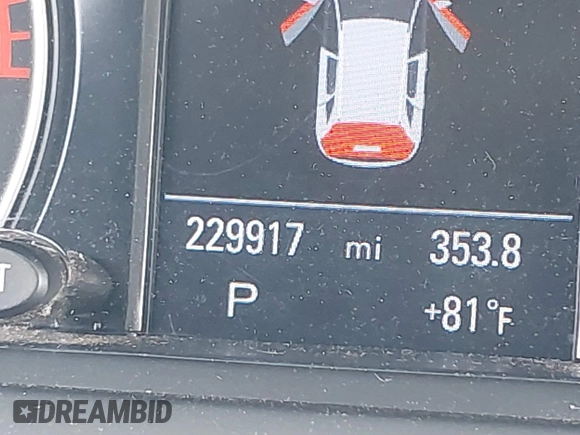 229917 mi 353.8
P +81°F
T
DREAMBID